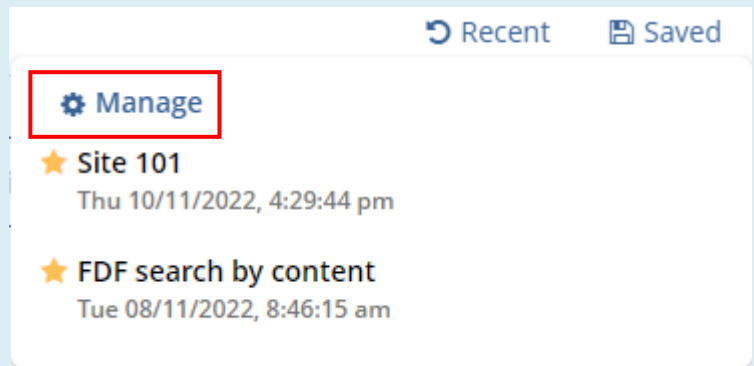 Recent Saved
Manage
Site 101
Thu 10/11/2022, 4:29:44 pm
FDF search by content
Tue 08/11/2022, 8:46:15 am